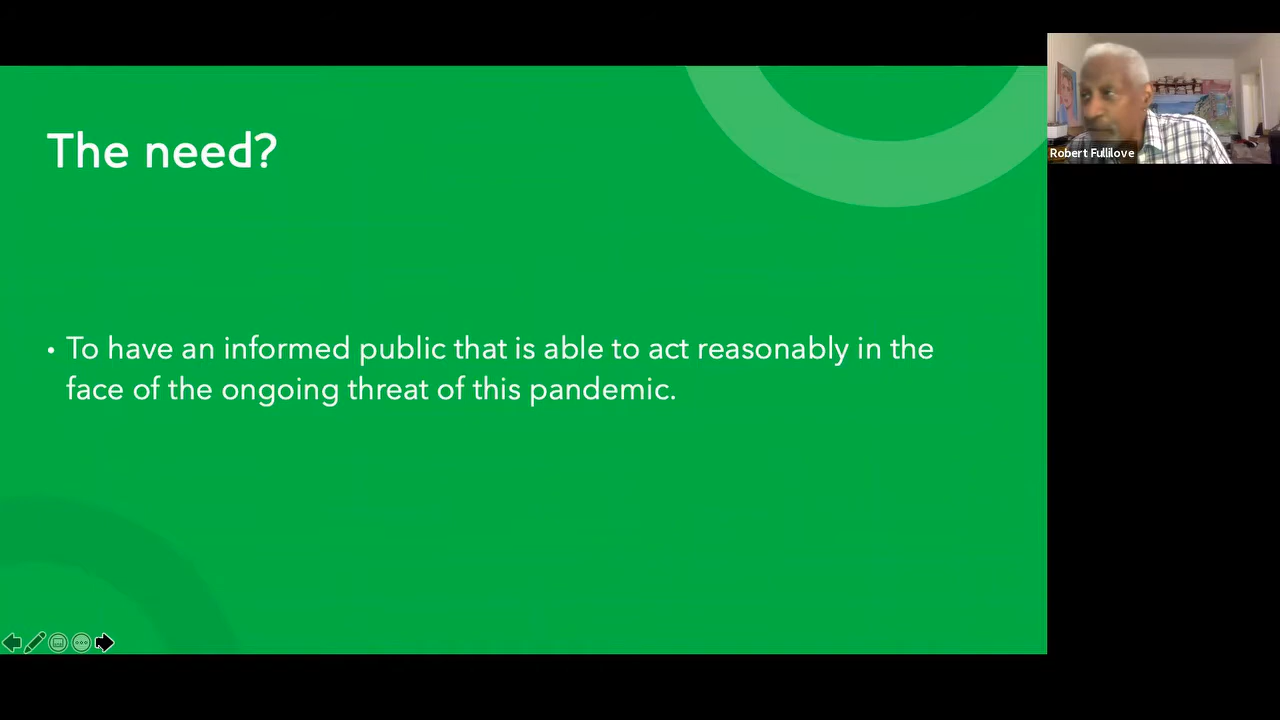 The need?
• To have an informed public that is able to act reasonably in the
face of the ongoing threat of this pandemic.
Robert Fullilove